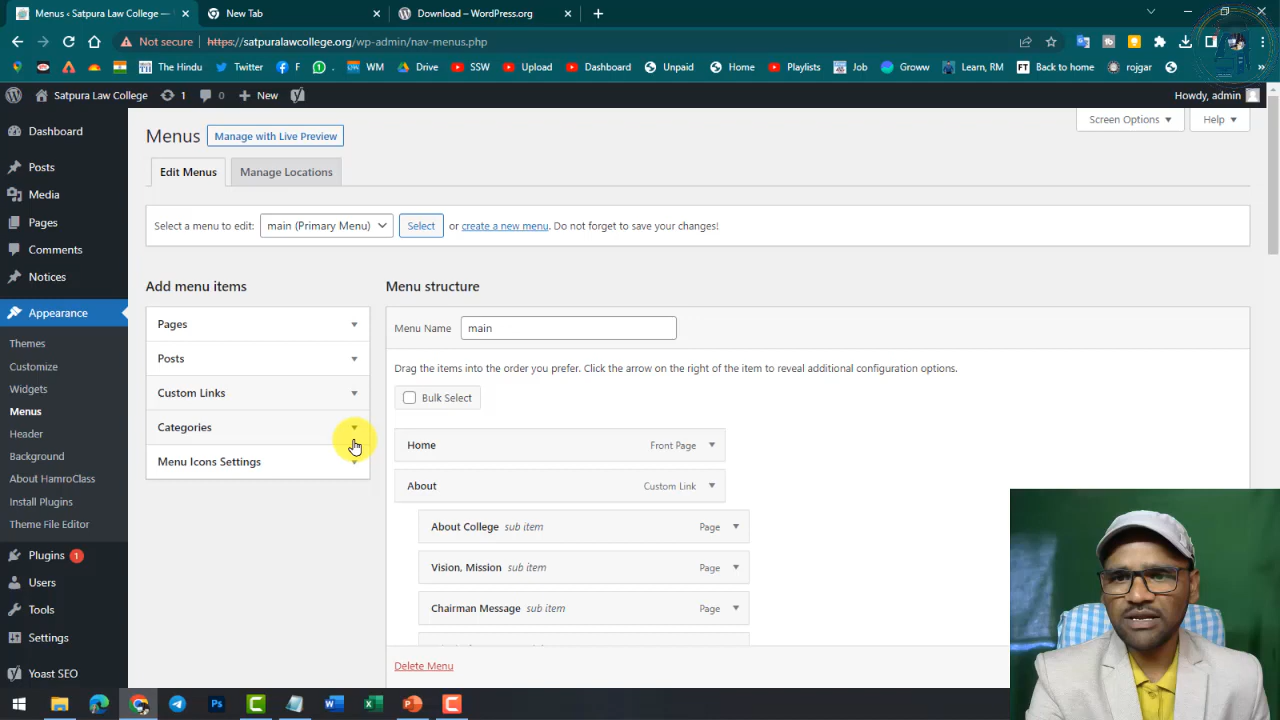 Menus < Satpura Law College —
New Tab
Download – WordPress.org
Not secure
https://satpuralawcollege.org/wp-admin/nav-menus.php
The Hindu
Twitter
F
WM
Drive
SSW
Upload
Dashboard
Unpaid
Home
Playlists
Job
Groww
Learn, RM
Back to home
rojgar
Satpura Law College
1
0
New
Howdy, admin
Dashboard
Posts
Media
Pages
Comments
Notices
Appearance
Themes
Customize
Widgets
Menus
Header
Background
About HamroClass
Install Plugins
Theme File Editor
Plugins 1
Users
Tools
Settings
Yoast SEO
Screen Options
Help
Menus
Manage with Live Preview
Edit Menus
Manage Locations
Select a menu to edit: main (Primary Menu) Select or create a new menu. Do not forget to save your changes!
Add menu items
Pages
Posts
Custom Links
Categories
Menu Icons Settings
Menu structure
Menu Name main
Drag the items into the order you prefer. Click the arrow on the right of the item to reveal additional configuration options.
Bulk Select
Home Front Page
About Custom Link
About College sub item Page
Vision, Mission sub item Page
Chairman Message sub item Page
Delete Menu